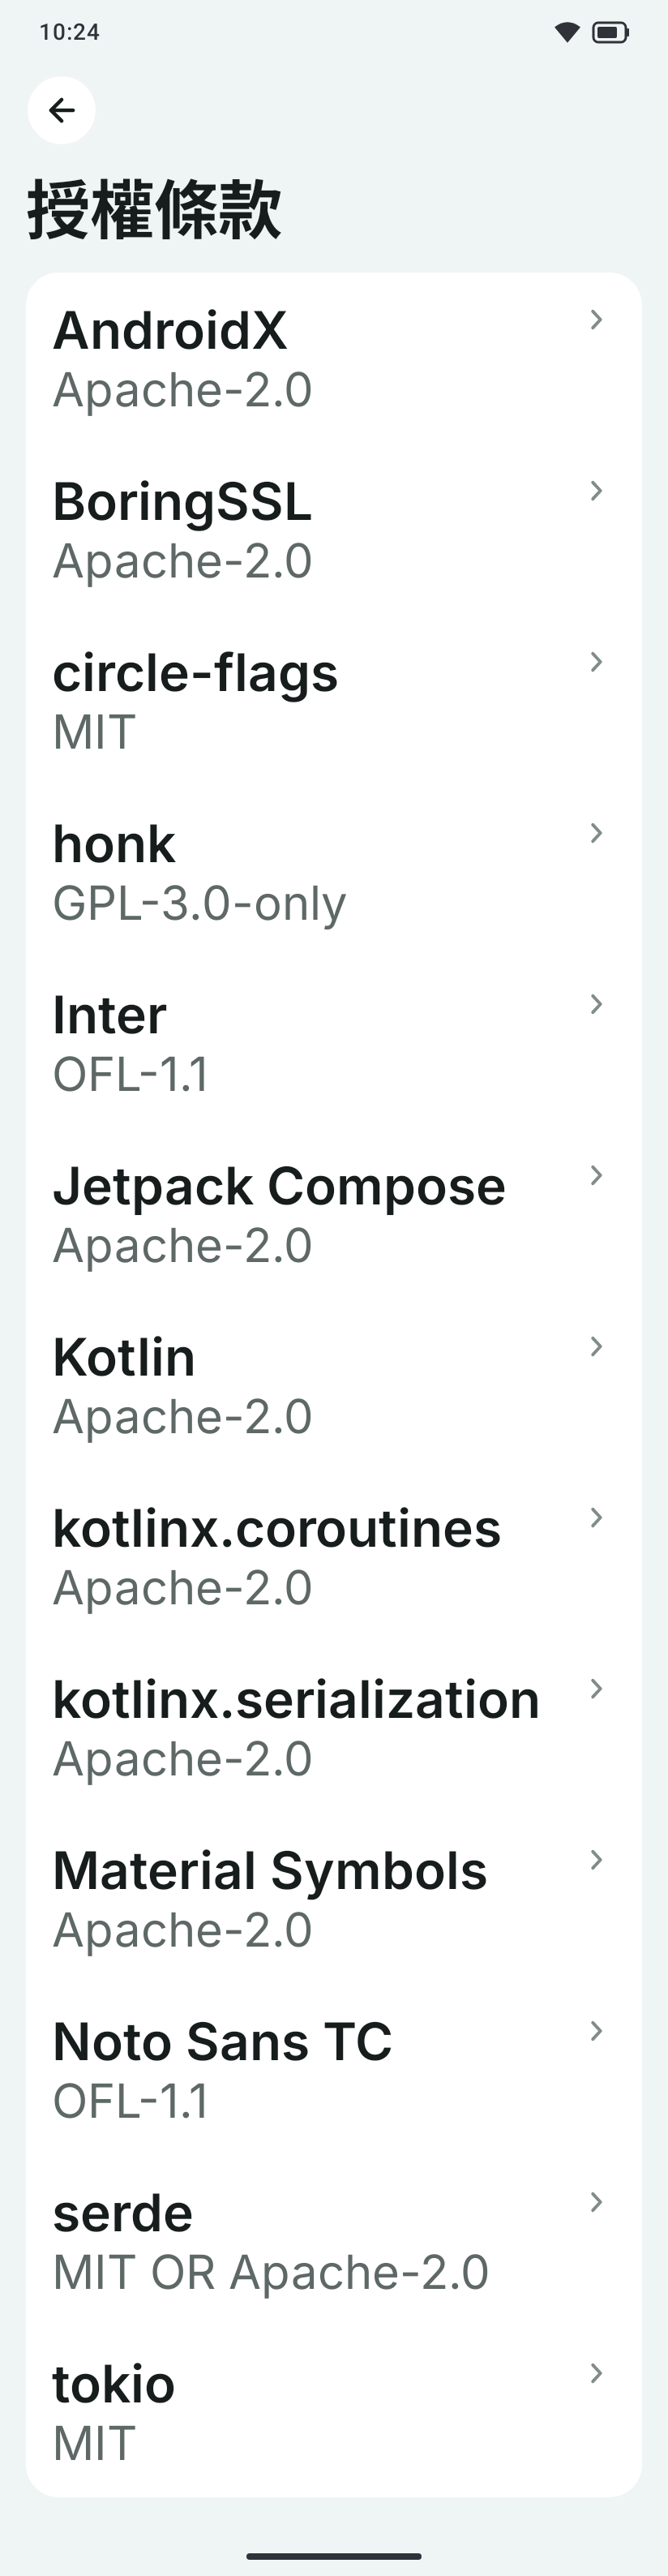 10:24
授權條款
AndroidX
Apache-2.0
BoringSSL
Apache-2.0
circle-flags
MIT
honk
GPL-3.0-only
Inter
OFL-1.1
Jetpack Compose
Apache-2.0
Kotlin
Apache-2.0
kotlinx.coroutines
Apache-2.0
kotlinx.serialization
Apache-2.0
Material Symbols
Apache-2.0
Noto Sans TC
OFL-1.1
serde
MIT OR Apache-2.0
tokio
MIT